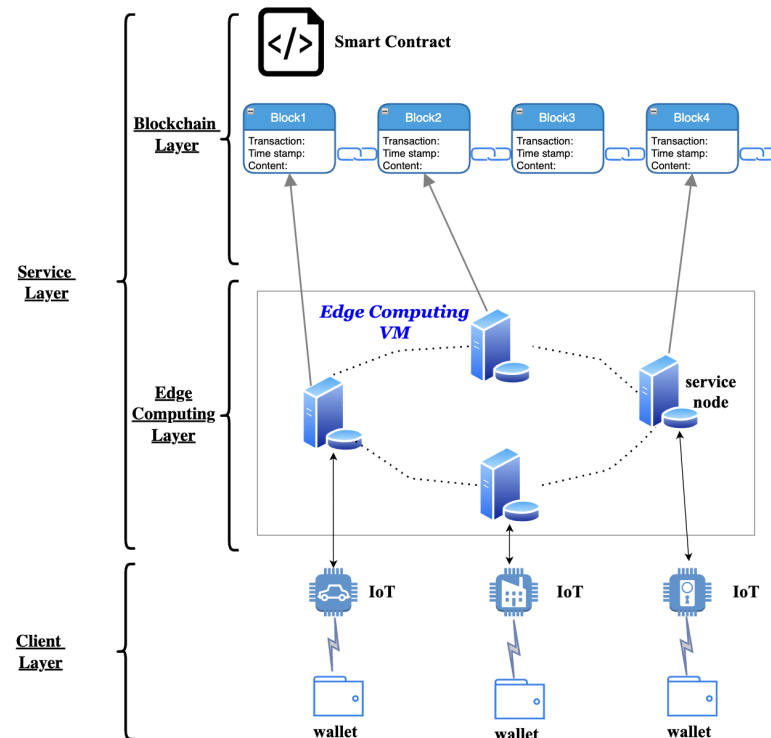 Smart Contract
Blockchain
Layer
Block1
Transaction:
Time stamp:
Content:
Block2
Transaction:
Time stamp:
Content:
Block3
Transaction:
Time stamp:
Content:
Block4
Transaction:
Time stamp:
Content:
Service
Layer
Edge Computing
VM
Edge
Computing
Layer
service
node
IoT
IoT
IoT
Client
Layer
wallet
wallet
wallet